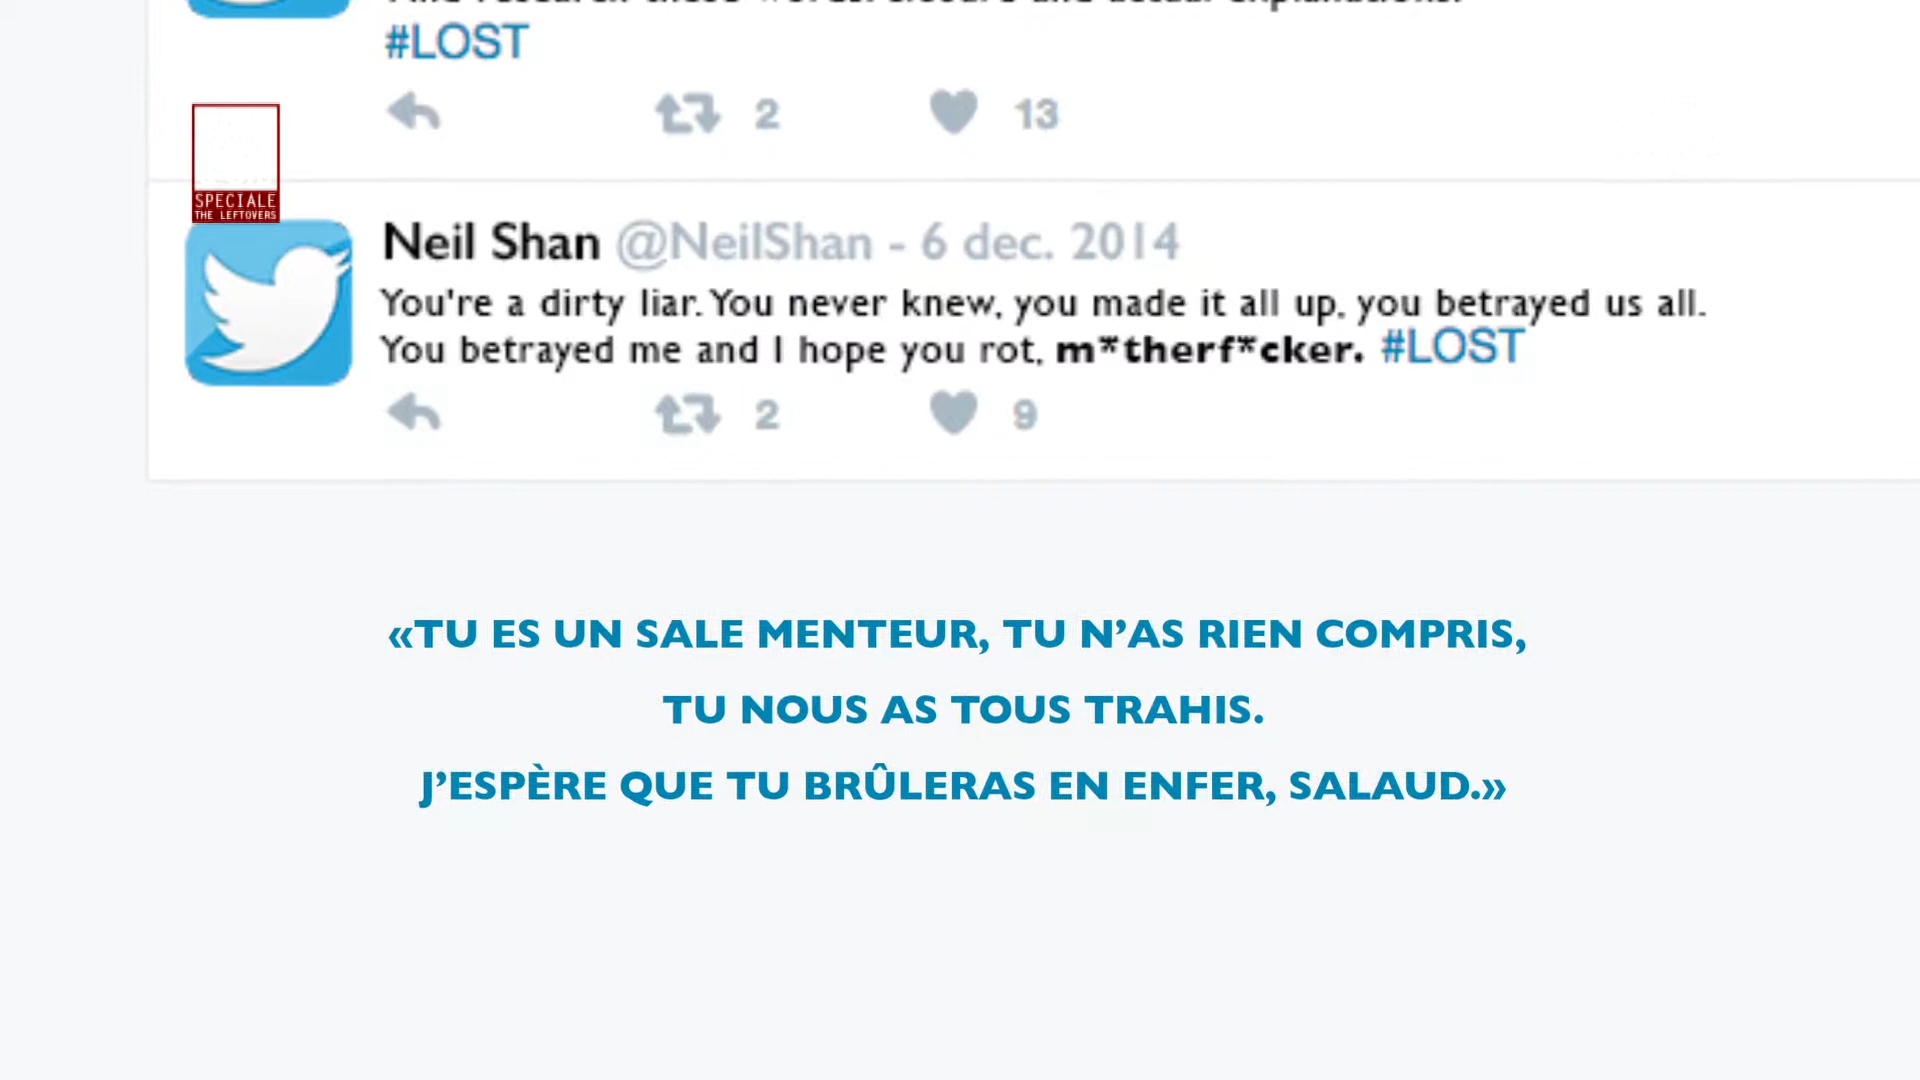 #LOST
2
13
SPECIALE
THE LEFTOVERS
Neil Shan @NeilShan - 6 dec. 2014
You're a dirty liar. You never knew, you made it all up, you betrayed us all.
You betrayed me and I hope you rot, m*therf*cker. #LOST
2
9
«TU ES UN SALE MENTEUR, TU N’AS RIEN COMPRIS,
TU NOUS AS TOUS TRAHIS.
J’ESPÈRE QUE TU BRÛLERAS EN ENFER, SALAUD.»